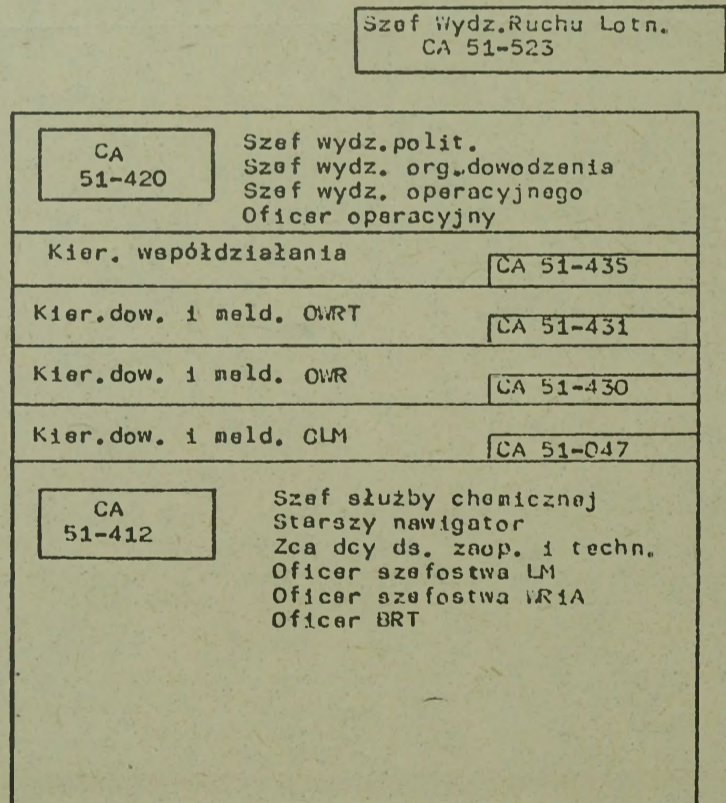 Szef Wydz.Ruchu Lotn.
CA 51-523
CA
51-420
Szef wydz.polit.
Szef wydz. org.dowodzenia
Szef wydz. operacyjnego
Oficer operacyjny
Kier. współdziałania
CA 51-435
Kier.dow. i meld. OWRT
CA 51-431
Kier.dow. i meld. OWR
CA 51-430
Kier.dow. i meld. OLM
CA 51-047
CA
51-412
Szef służby chemicznej
Starszy nawigator
Zca dcy ds. zaop. i techn.
Oficer szefostwa LM
Oficer szefostwa WRiA
Oficer BRT